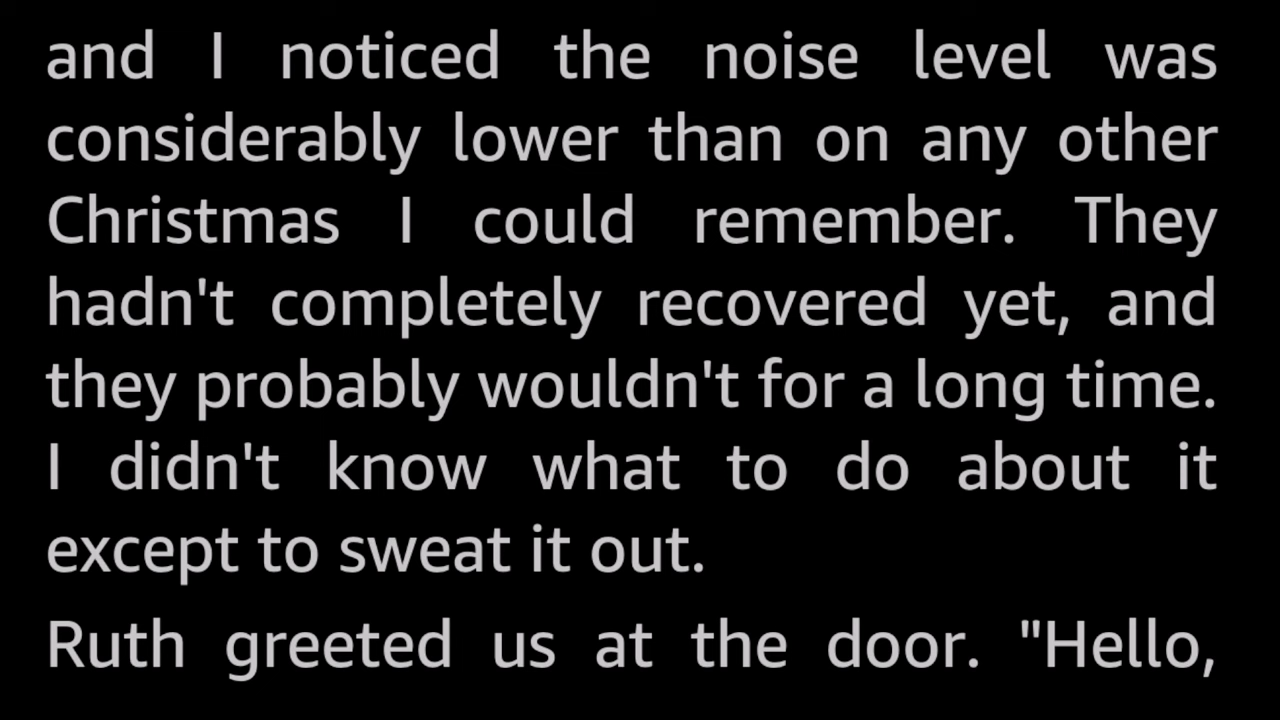 and I noticed the noise level was
considerably lower than on any other
Christmas I could remember. They
hadn't completely recovered yet, and
they probably wouldn't for a long time.
I didn't know what to do about it
except to sweat it out.
Ruth greeted us at the door. "Hello,